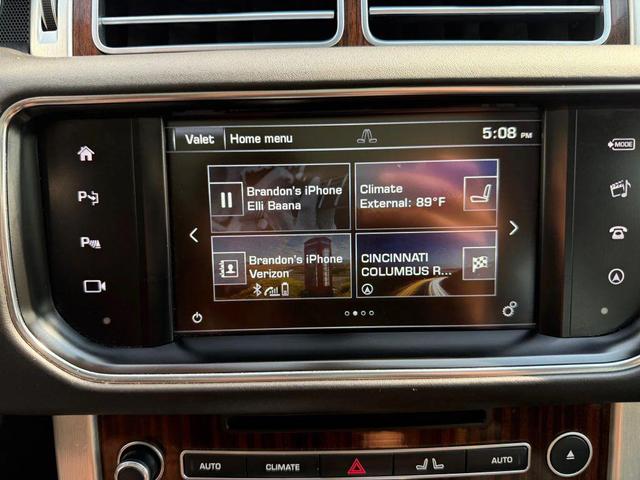 Valet
Home menu
5:08 PM
MODE
Brandon's iPhone
Elli Baana
Climate
External: 89°F
Brandon's iPhone
Verizon
CINCINNATI
COLUMBUS R...
P
P
AUTO
CLIMATE
AUTO